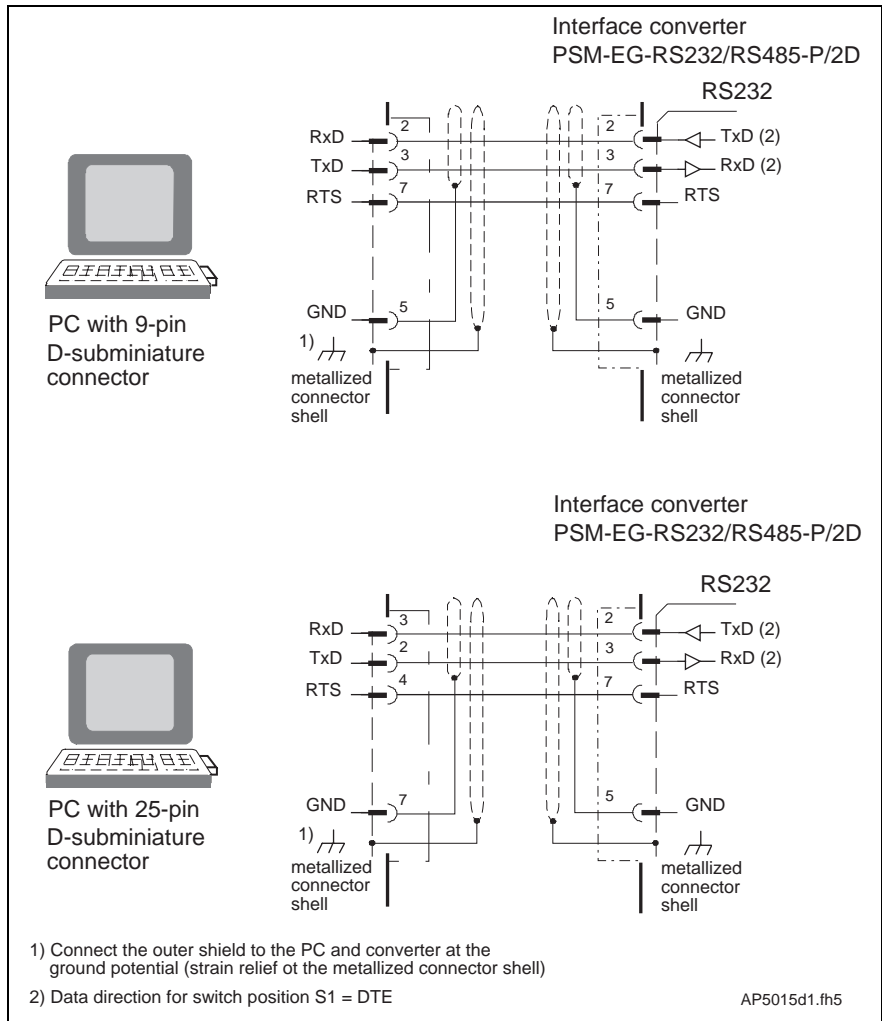 Interface converter
PSM-EG-RS232/RS485-P/2D
RS232
RxD 2 2 TxD (2)
TxD 3 3 RxD (2)
RTS 7 7 RTS
GND 5 5 GND
1)
metallized
connector
shell
metallized
connector
shell
PC with 9-pin
D-subminiature
connector
Interface converter
PSM-EG-RS232/RS485-P/2D
RS232
RxD 3 2 TxD (2)
TxD 2 3 RxD (2)
RTS 4 7 RTS
GND 7 5 GND
1)
metallized
connector
shell
metallized
connector
shell
PC with 25-pin
D-subminiature
connector
1) Connect the outer shield to the PC and converter at the
ground potential (strain relief ot the metallized connector shell)
2) Data direction for switch position S1 = DTE
AP5015d1.fh5